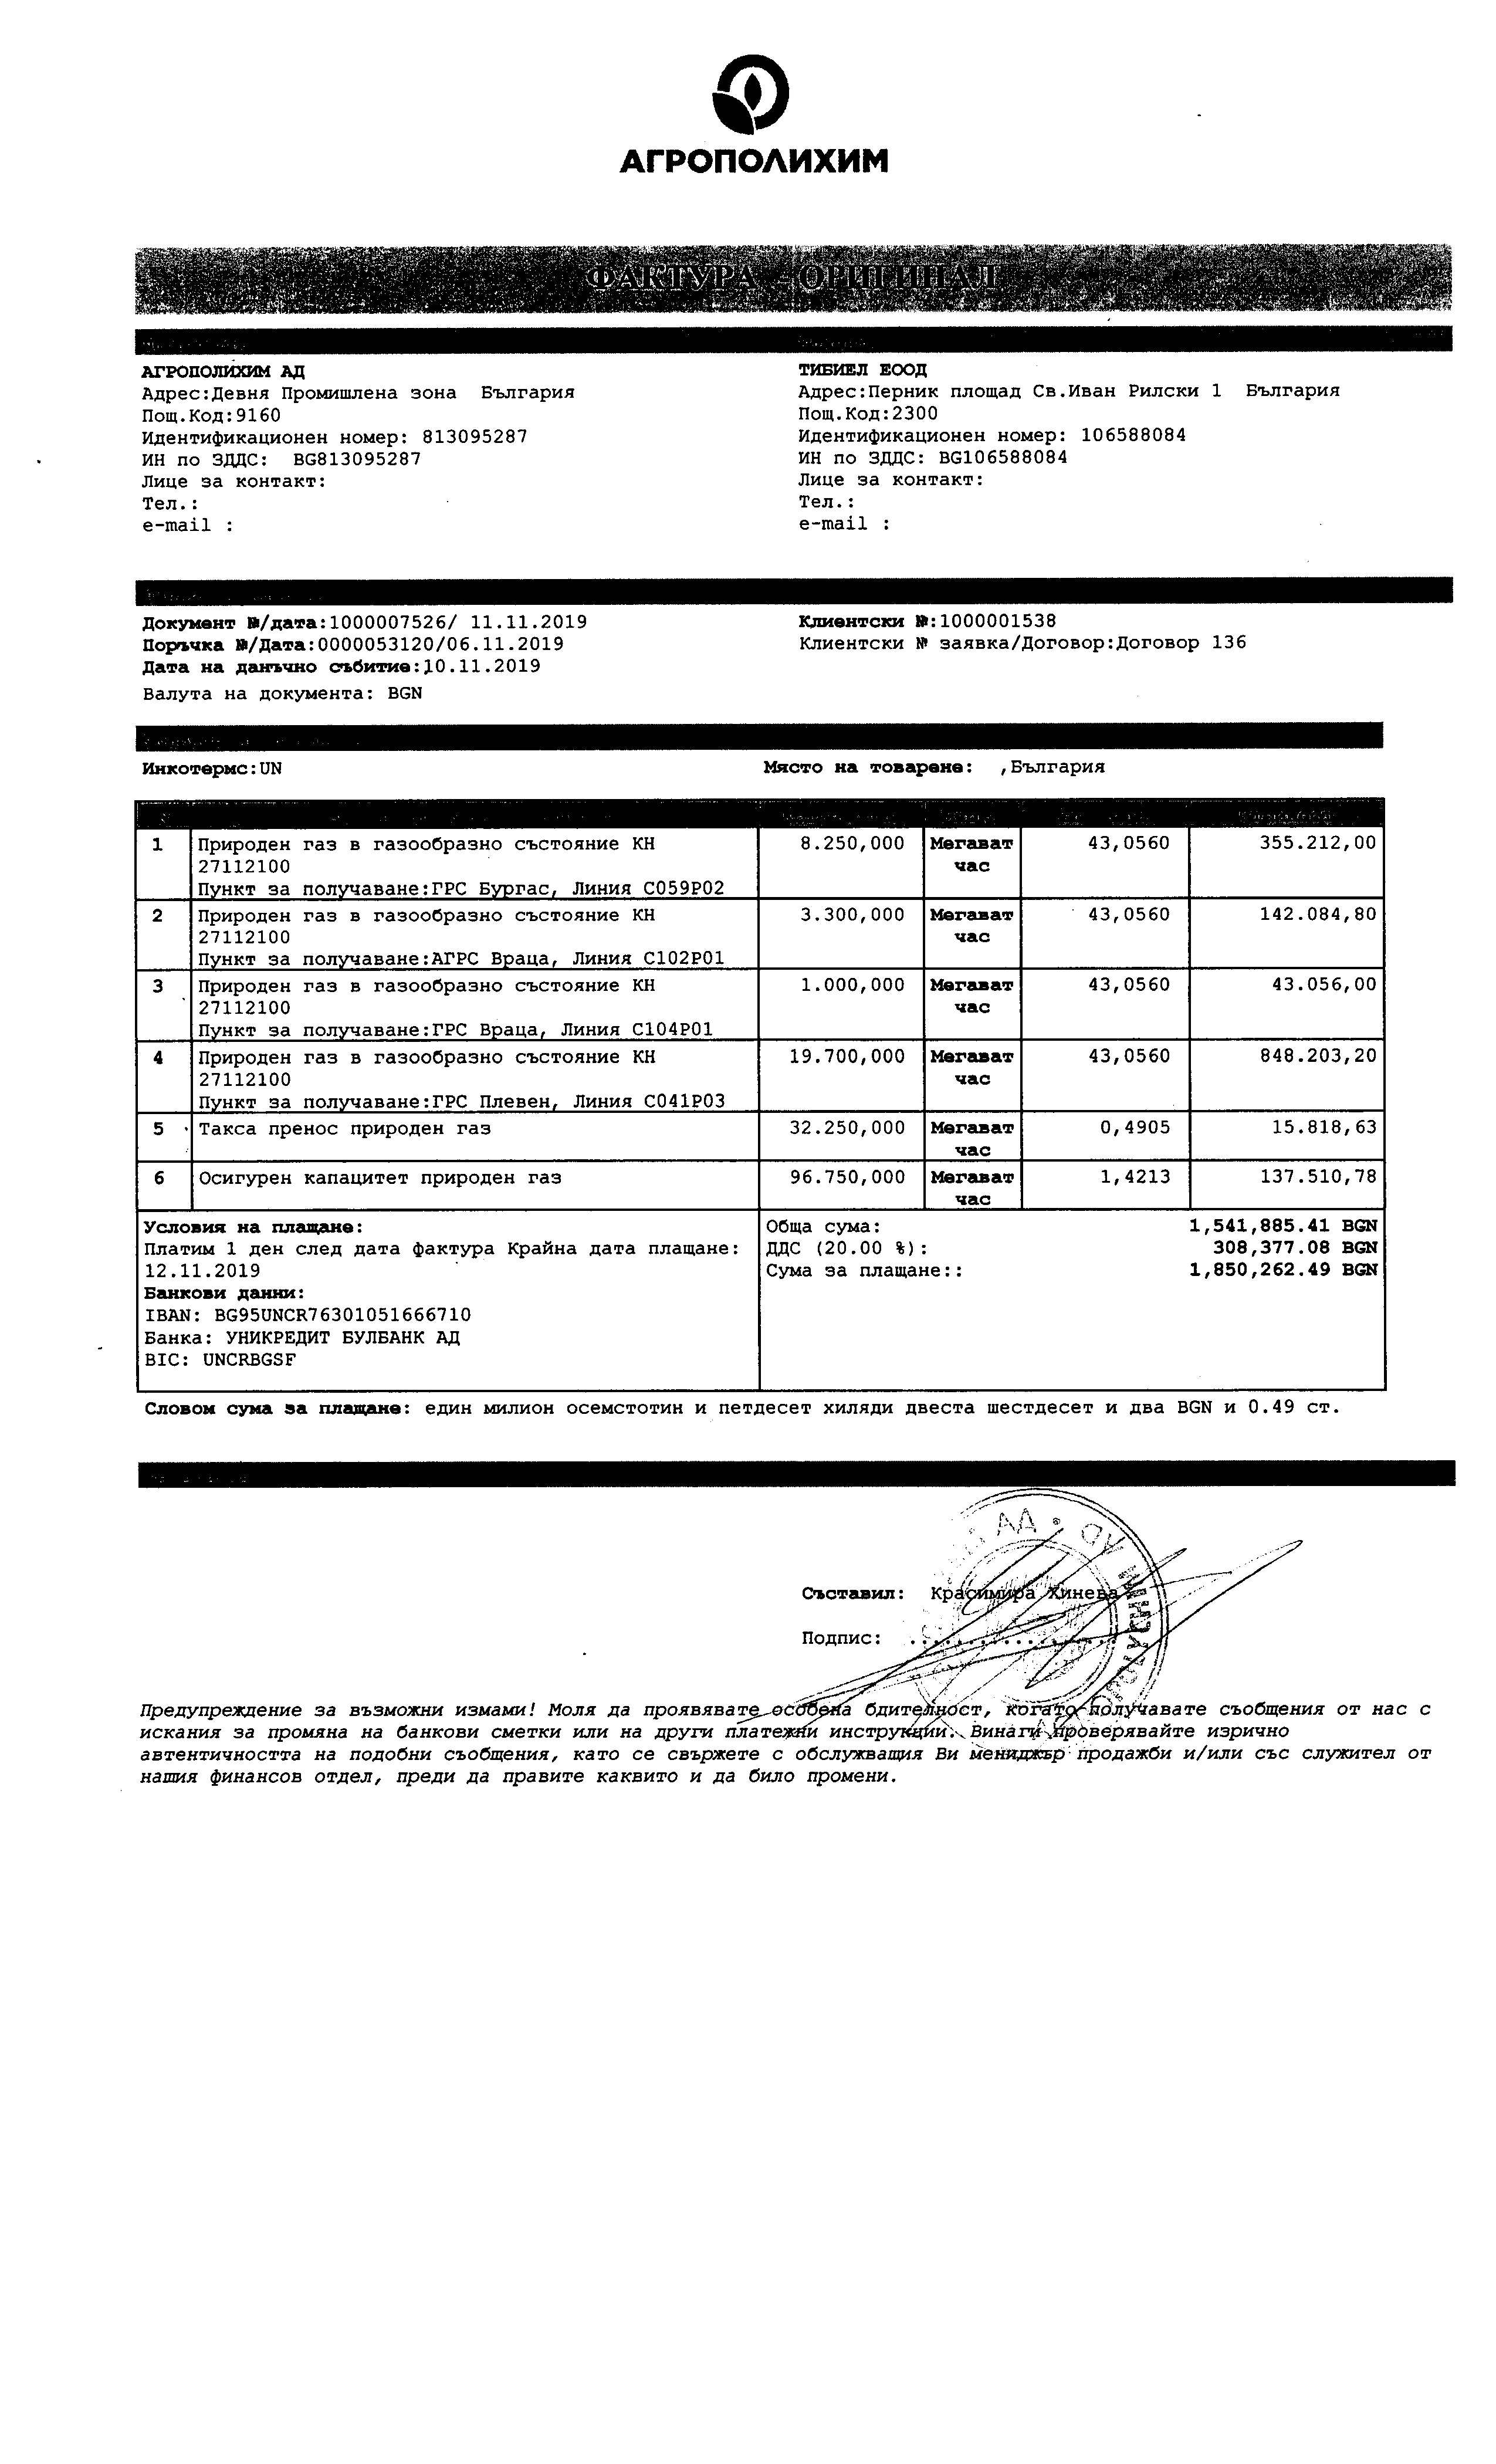 АГРОПОЛИХИМ
ФАКТУРА - ОРИГИНАЛ
АГРОПОЛИХИМ АД
Адрес:Девня Промишлена зона България
Пощ.Код:9160
Идентификационен номер: 813095287
ИН по ЗДДС: BG813095287
Лице за контакт:
Тел.:
e-mail :
ТИБИЕЛ ЕООД
Адрес:Перник площад Св.Иван Рилски 1 България
Пощ.Код:2300
Идентификационен номер: 106588084
ИН по ЗДДС: BG106588084
Лице за контакт:
Тел.:
e-mail :
Документ №/дата:1000007526/ 11.11.2019
Поръчка №/Дата:0000053120/06.11.2019
Дата на данъчно събитие:10.11.2019
Валута на документа: BGN
Клиентски №:1000001538
Клиентски № заявка/Договор:Договор 136
Инкотермс:UN
Място на товарене: ,България
1 Природен газ в газообразно състояние КН 8.250,000 Мегават 43,0560 355.212,00
27112100 час
Пункт за получаване:ГРС Бургас, Линия С059Р02
2 Природен газ в газообразно състояние КН 3.300,000 Мегават 43,0560 142.084,80
27112100 час
Пункт за получаване:АГРС Враца, Линия С102Р01
3 Природен газ в газообразно състояние КН 1.000,000 Мегават 43,0560 43.056,00
27112100 час
Пункт за получаване:ГРС Враца, Линия С104Р01
4 Природен газ в газообразно състояние КН 19.700,000 Мегават 43,0560 848.203,20
27112100 час
Пункт за получаване:ГРС Плевен, Линия С041Р03
5 Такса пренос природен газ 32.250,000 Мегават 0,4905 15.818,63
час
6 Осигурен капацитет природен газ 96.750,000 Мегават 1,4213 137.510,78
час
Условия на плащане:
Платим 1 ден след дата фактура Крайна дата плащане:
12.11.2019
Банкови данни:
IBAN: BG95UNCR76301051666710
Банка: УНИКРЕДИТ БУЛБАНК АД
BIC: UNCRBGSF
Обща сума: 1,541,885.41 BGN
ДДС (20.00 %): 308,377.08 BGN
Сума за плащане:: 1,850,262.49 BGN
Словом сума за плащане: един милион осемстотин и петдесет хиляди двеста шестдесет и два BGN и 0.49 ст.
Съставил: Красимира Хинева
Подпис: ..................
Предупреждение за възможни измами! Моля да проявявате особена бдителност, когато получавате съобщения от нас с
искания за промяна на банкови сметки или на други платежни инструкции. Винаги проверявайте изрично
автентичността на подобни съобщения, като се свържете с обслужващия Ви мениджър продажби и/или със служител от
нашия финансов отдел, преди да правите каквито и да било промени.